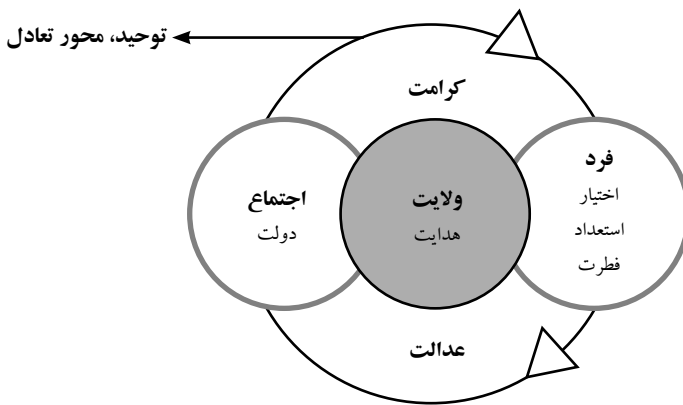 توحید، محور تعادل
کرامت
فرد
اختیار
استعداد
فطرت
ولایت
هدایت
اجتماع
دولت
عدالت